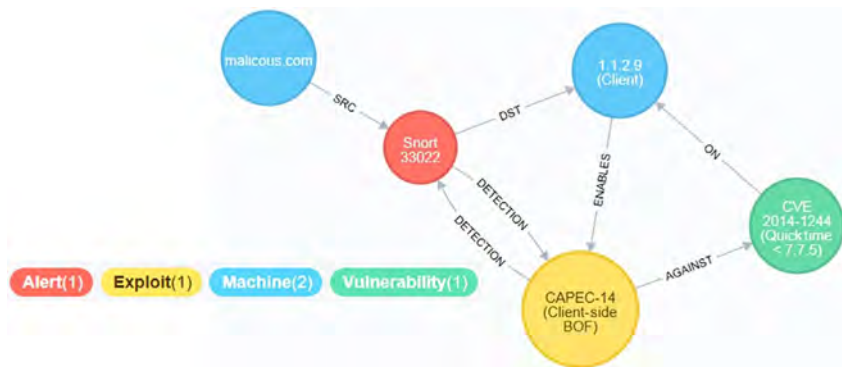 malicous.com
1.1.2.9
(Client)
SRC
DST
Snort
33022
ENABLES
ON
DETECTION
DETECTION
CVE
2014-1244
(Quicktime
< 7.7.5)
AGAINST
Alert(1)
Exploit(1)
Machine(2)
Vulnerability(1)
CAPEC-14
(Client-side
BOF)